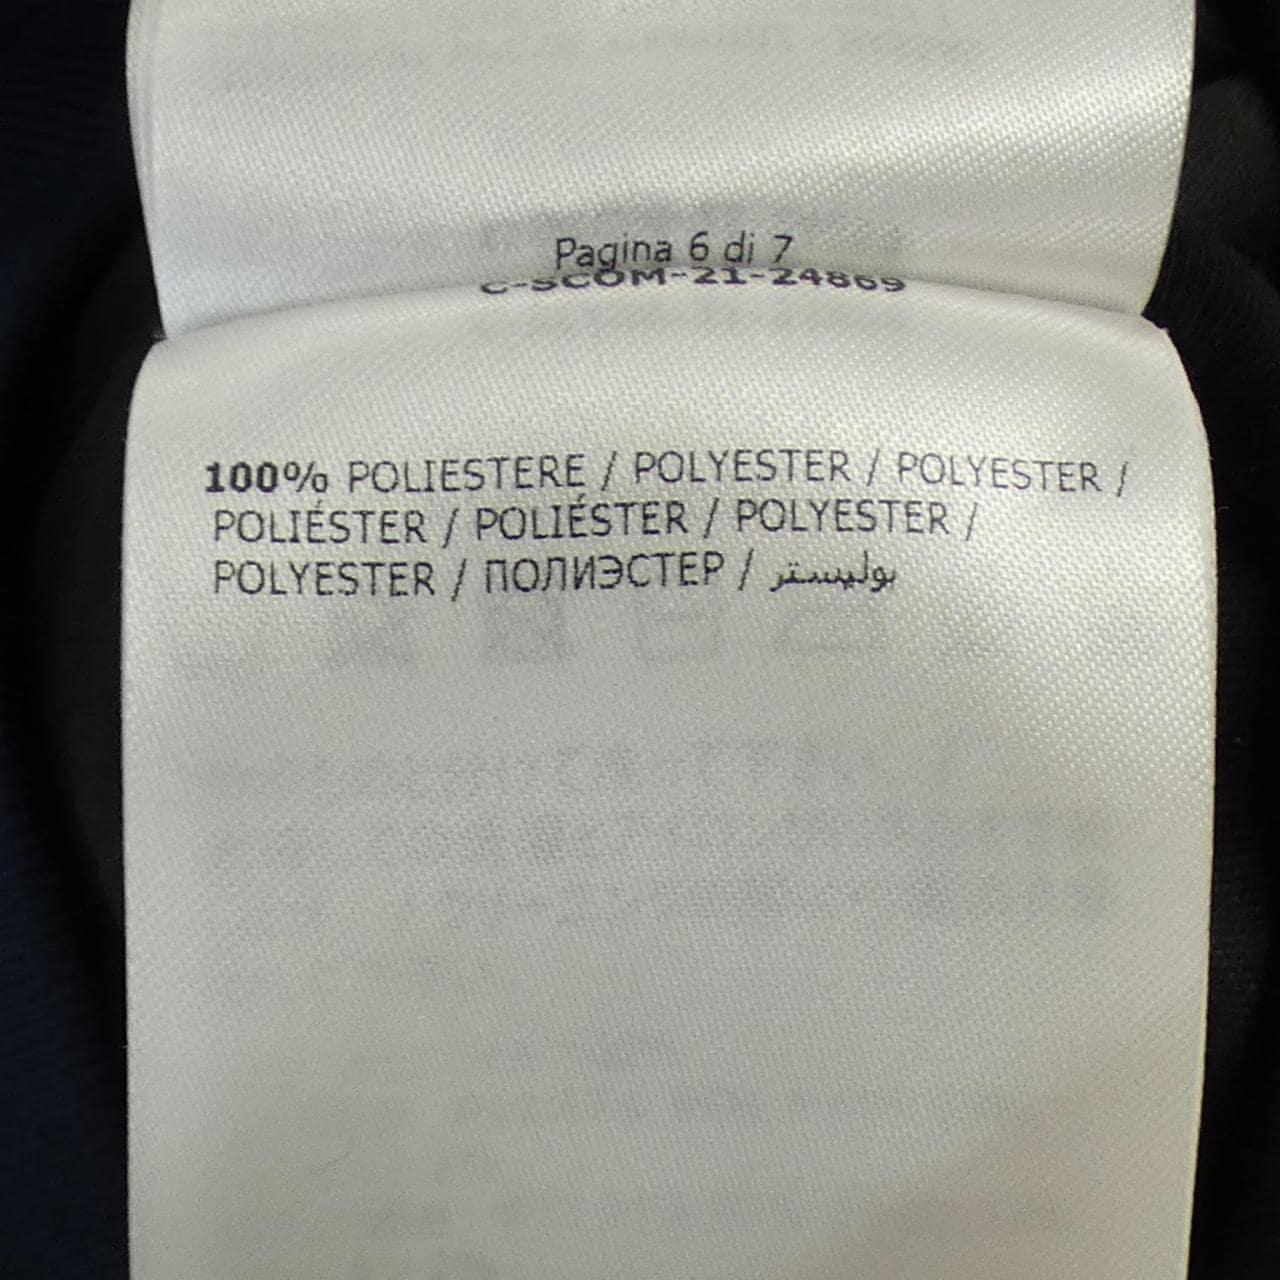 Pagina 6 di 7
C-SCOM-21-24869
100% POLIESTERE / POLYESTER / POLYESTER /
POLIÉSTER / POLIÉSTER / POLYESTER /
POLYESTER / ПОЛИЭСТЕР / بوليستر